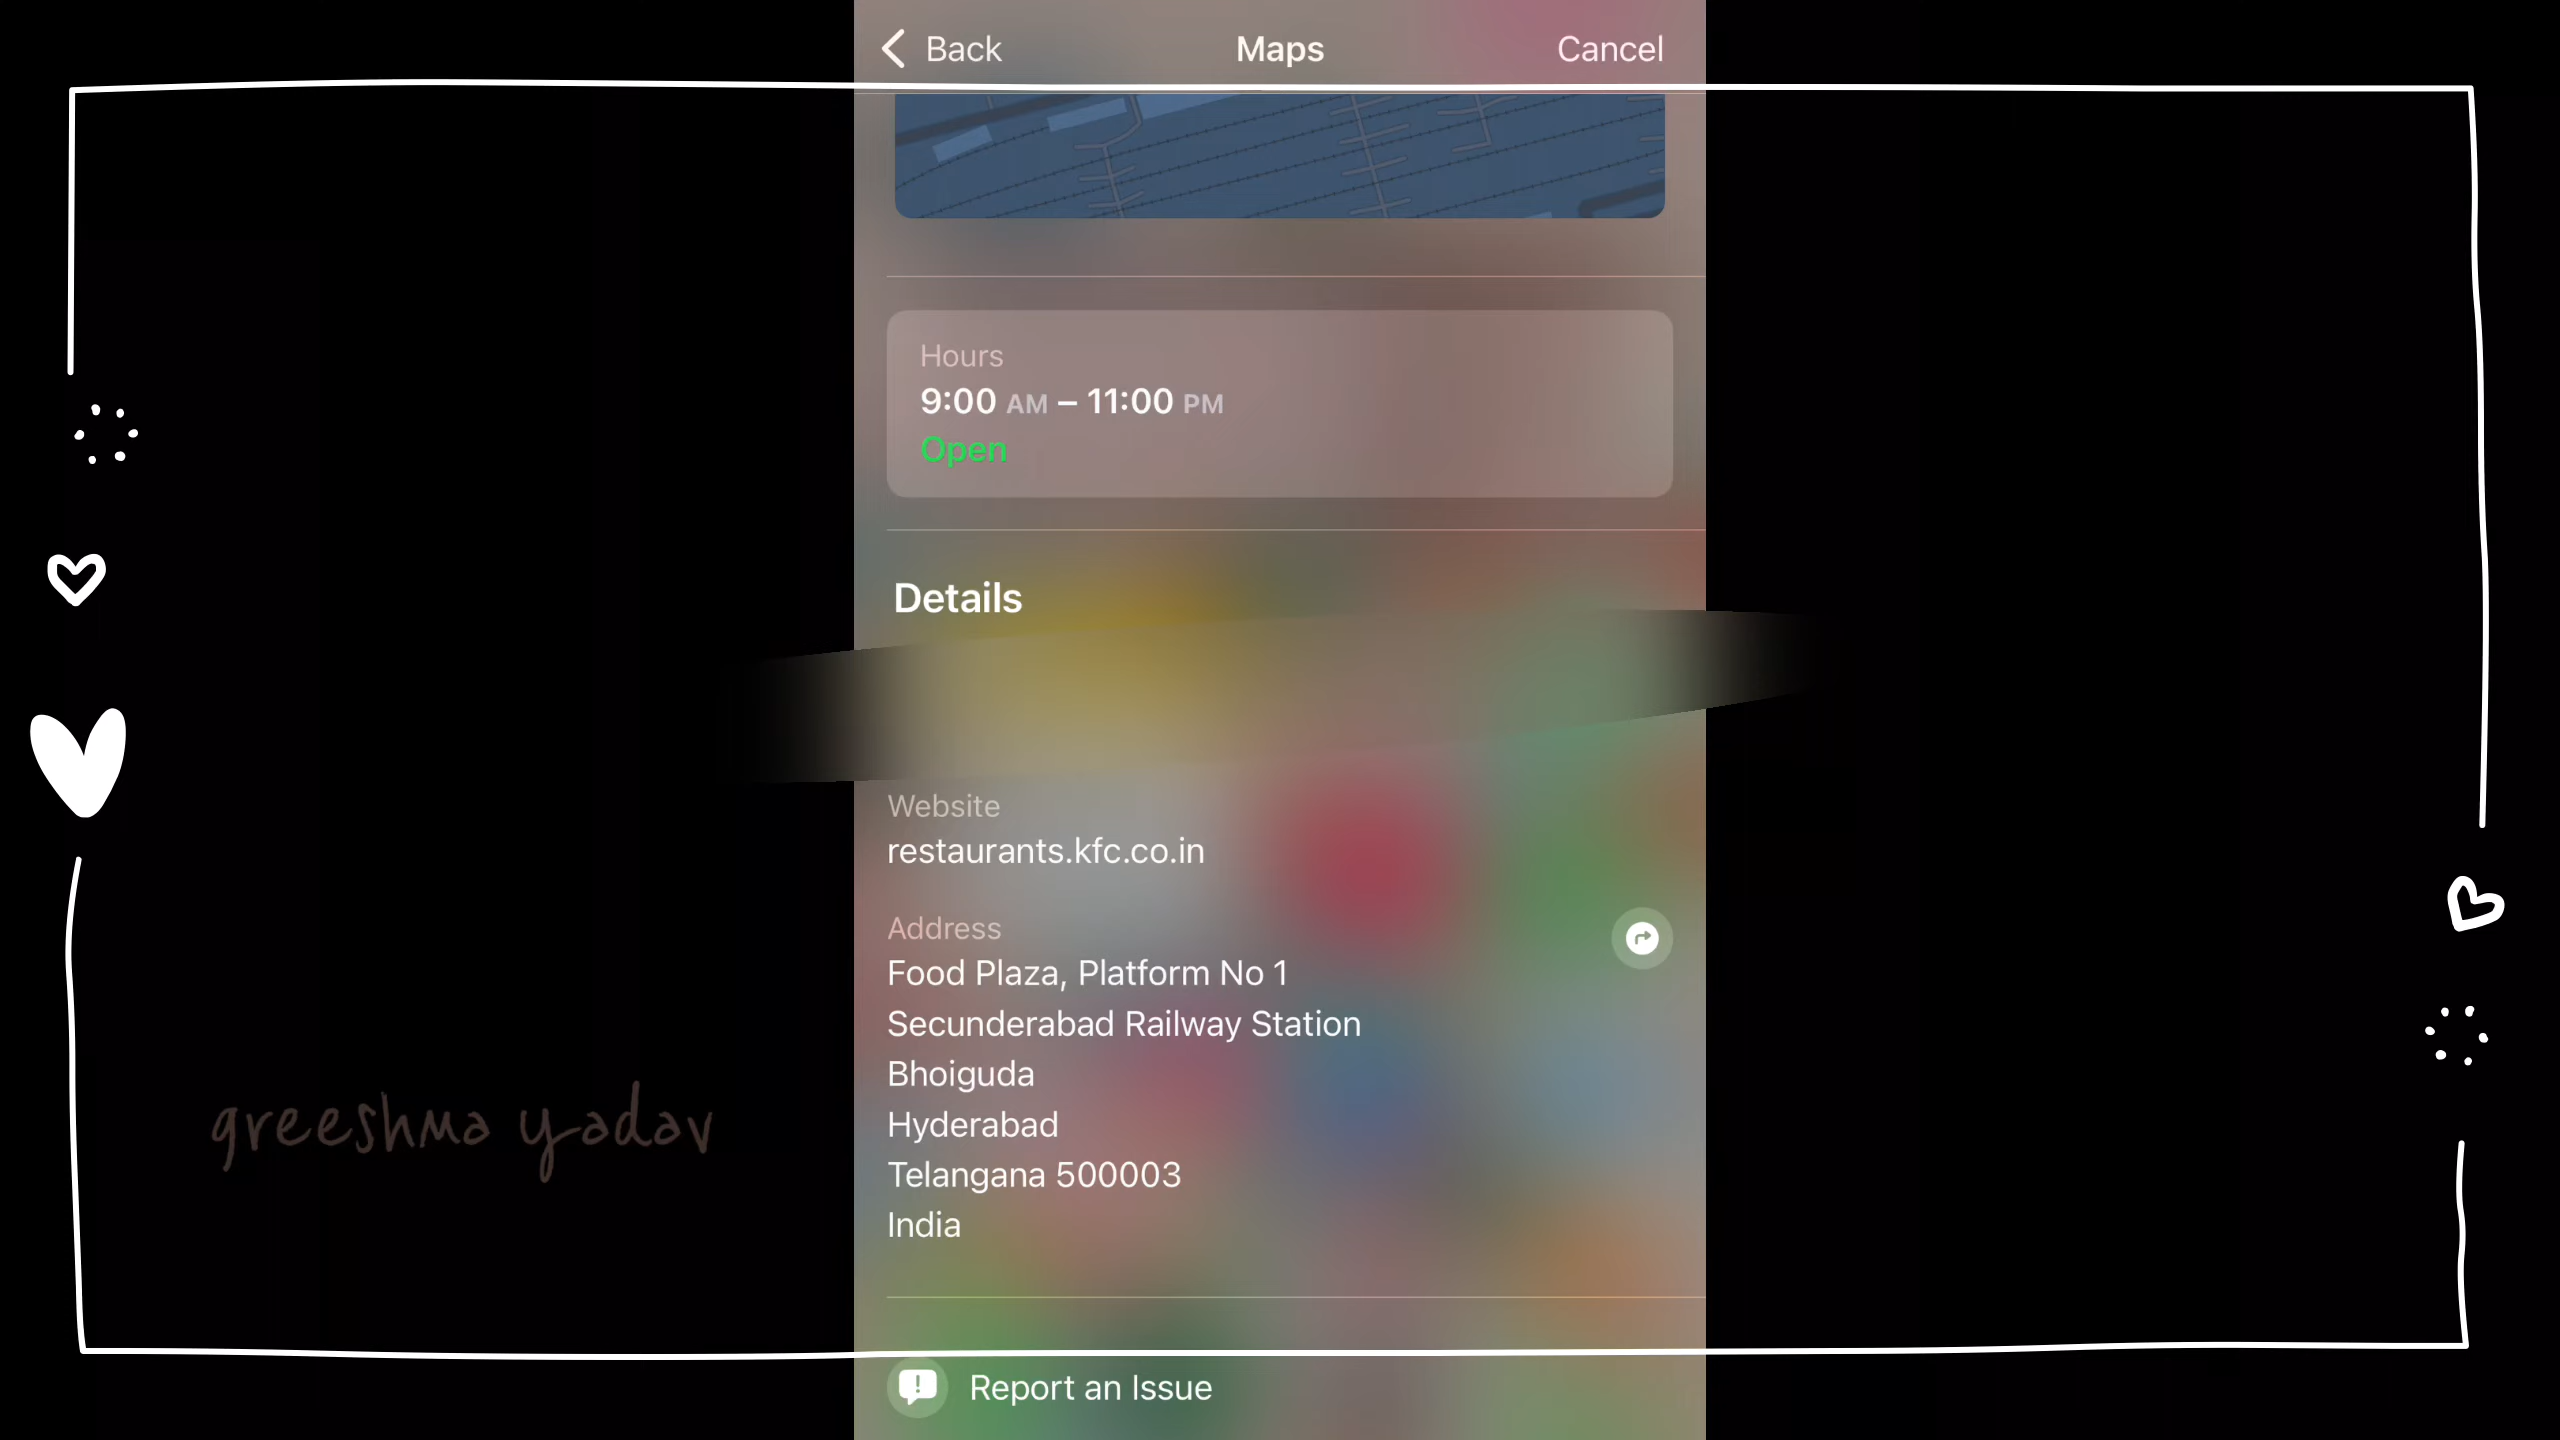 Back Maps Cancel
Hours
9:00 AM – 11:00 PM
Open
Details
Website
restaurants.kfc.co.in
Address
Food Plaza, Platform No 1
Secunderabad Railway Station
Bhoiguda
Hyderabad
Telangana 500003
India
greeshma yadav
Report an Issue